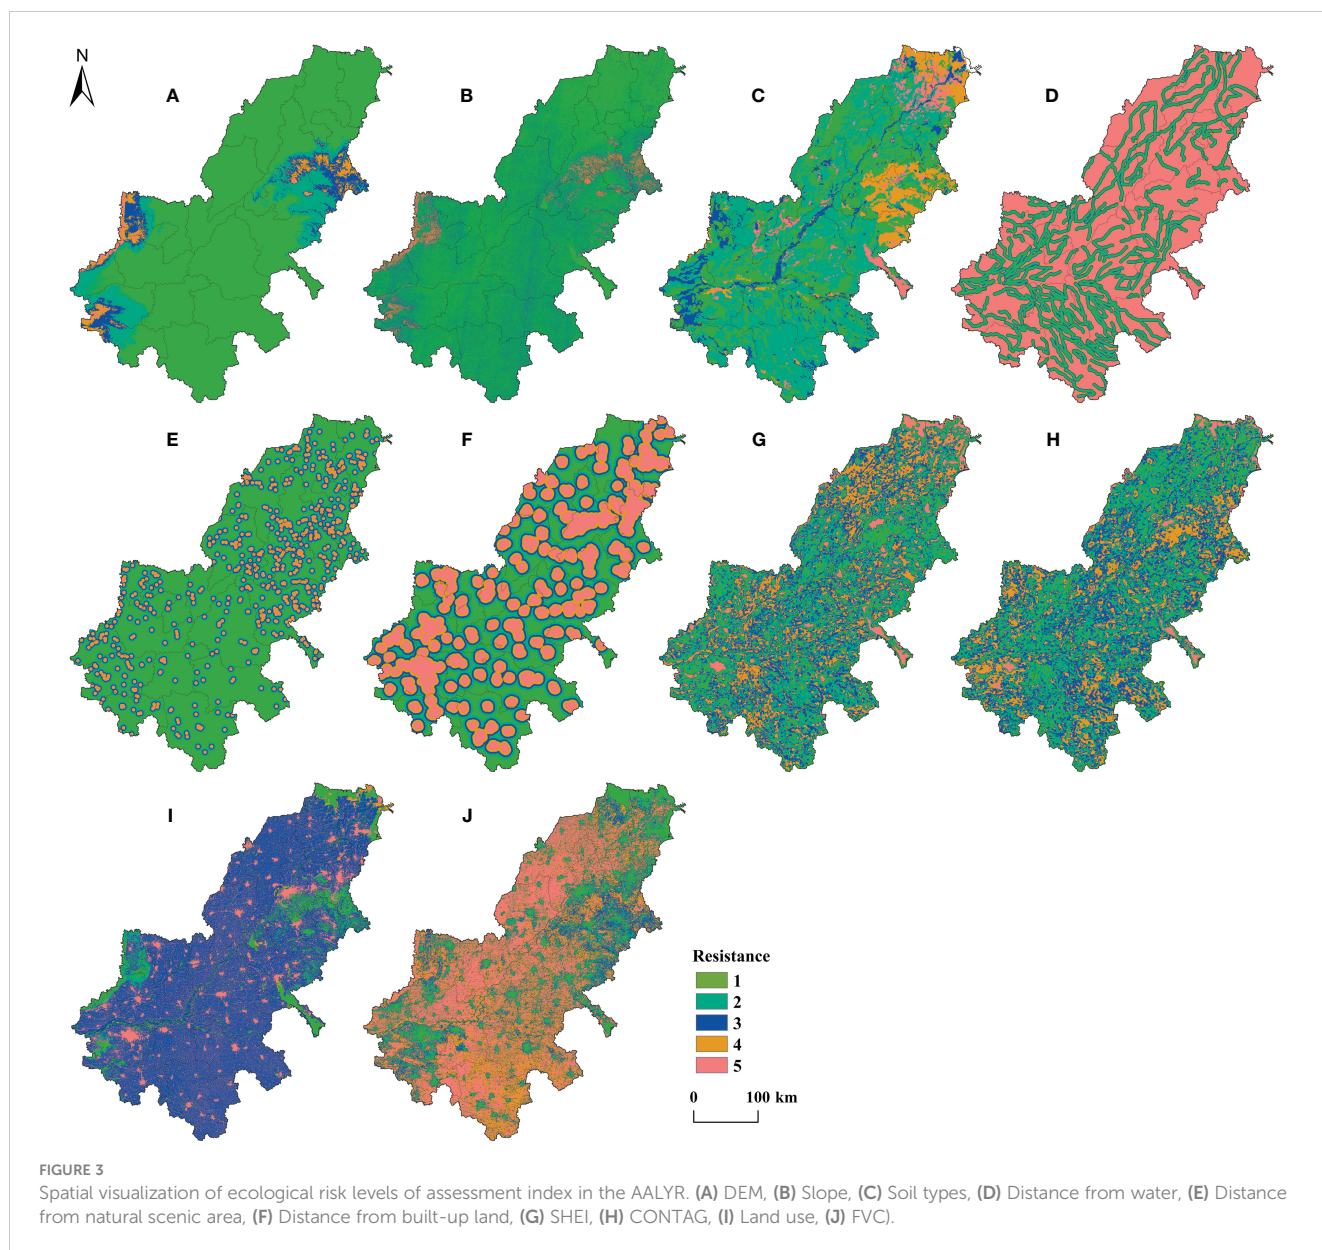 N
A
B
C
D
E
F
G
H
I
J
Resistance
1
2
3
4
5
0 100 km
FIGURE 3
Spatial visualization of ecological risk levels of assessment index in the AALYR. (A) DEM, (B) Slope, (C) Soil types, (D) Distance from water, (E) Distance
from natural scenic area, (F) Distance from built-up land, (G) SHEI, (H) CONTAG, (I) Land use, (J) FVC).